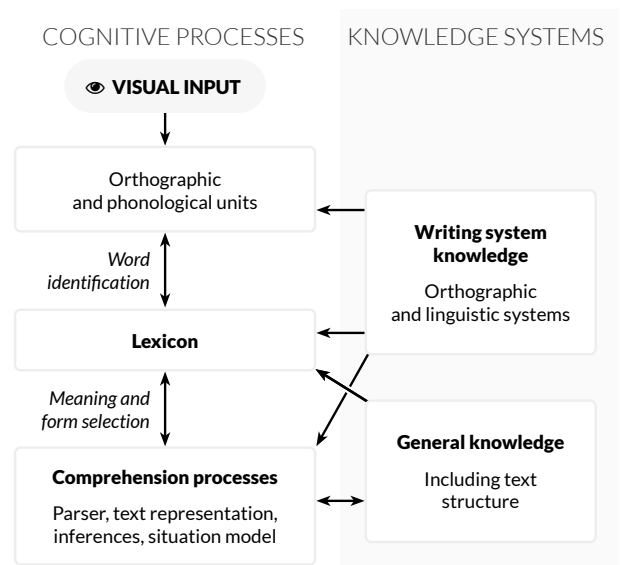 COGNITIVE PROCESSES
KNOWLEDGE SYSTEMS
VISUAL INPUT
Orthographic
and phonological units
Word
identification
Lexicon
Meaning and
form selection
Comprehension processes
Parser, text representation,
inferences, situation model
Writing system
knowledge
Orthographic
and linguistic systems
General knowledge
Including text
structure